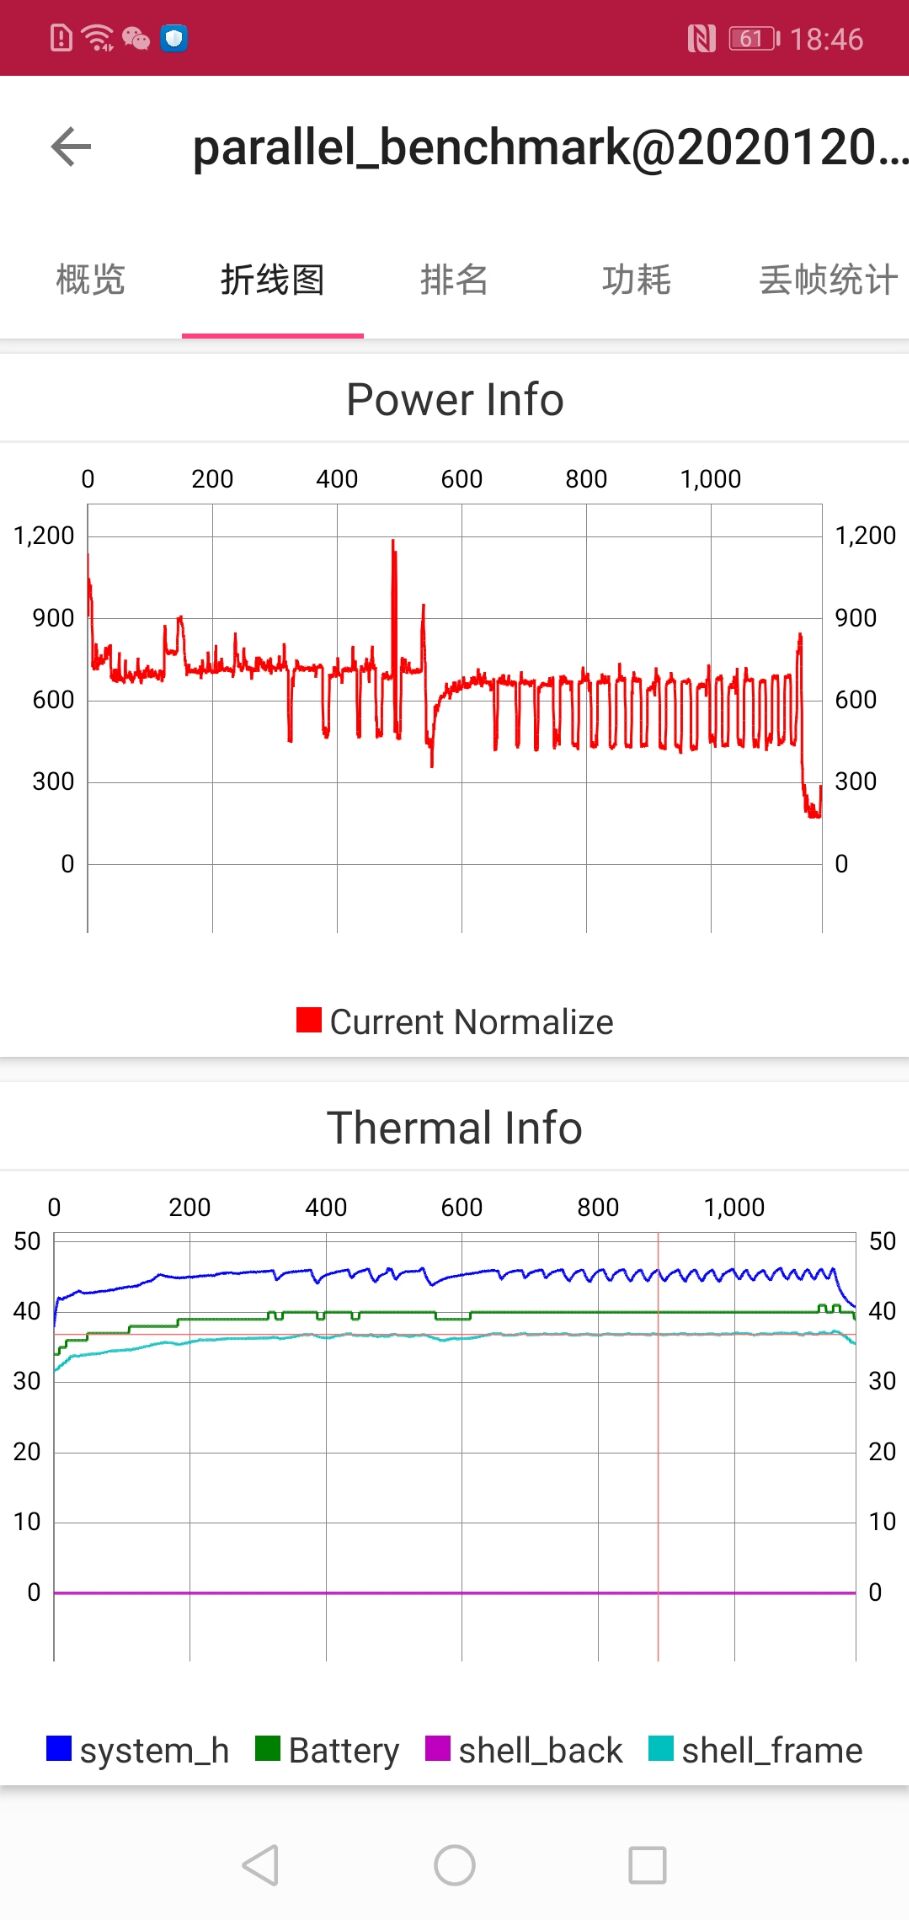 61 18:46
parallel_benchmark@2020120...
概览 折线图 排名 功耗 丢帧统计
Power Info
0 200 400 600 800 1,000
1,200 1,200
900 900
600 600
300 300
0 0
Current Normalize
Thermal Info
0 200 400 600 800 1,000
50 50
40 40
30 30
20 20
10 10
0 0
system_h Battery shell_back shell_frame